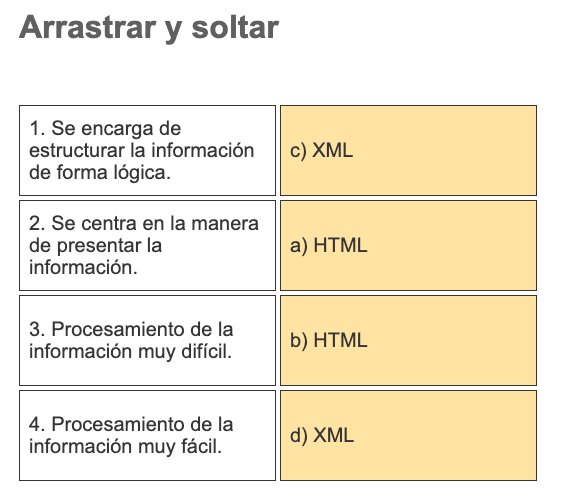 Arrastrar y soltar
1. Se encarga de
estructurar la información
de forma lógica.
c) XML
2. Se centra en la manera
de presentar la
información.
a) HTML
3. Procesamiento de la
información muy difícil.
b) HTML
4. Procesamiento de la
información muy fácil.
d) XML